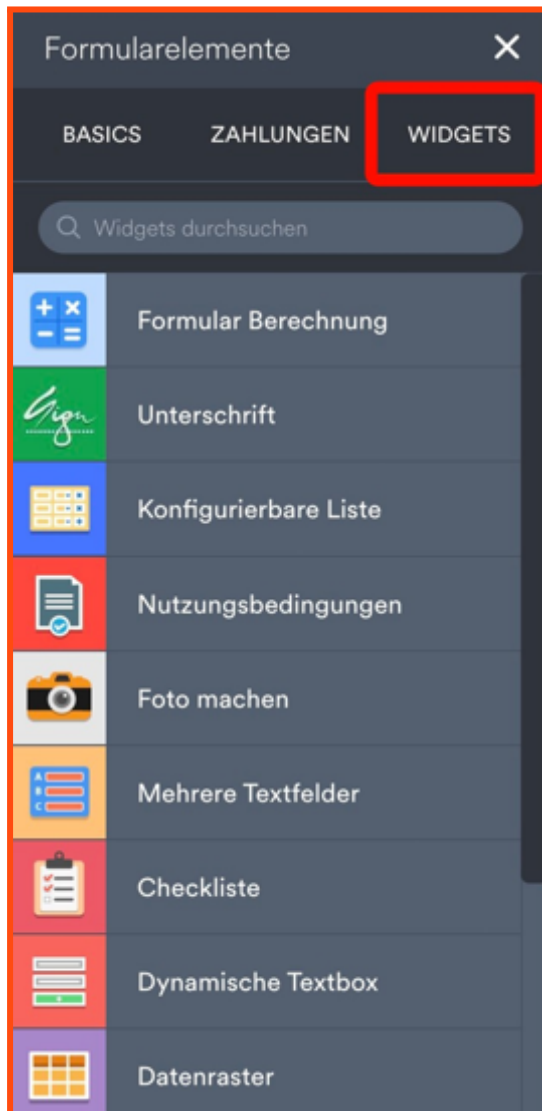 Formularelemente
BASICS ZAHLUNGEN WIDGETS
Widgets durchsuchen
Formular Berechnung
Sign
Unterschrift
Konfigurierbare Liste
Nutzungsbedingungen
Foto machen
A
B
C
Mehrere Textfelder
Checkliste
Dynamische Textbox
Datenraster